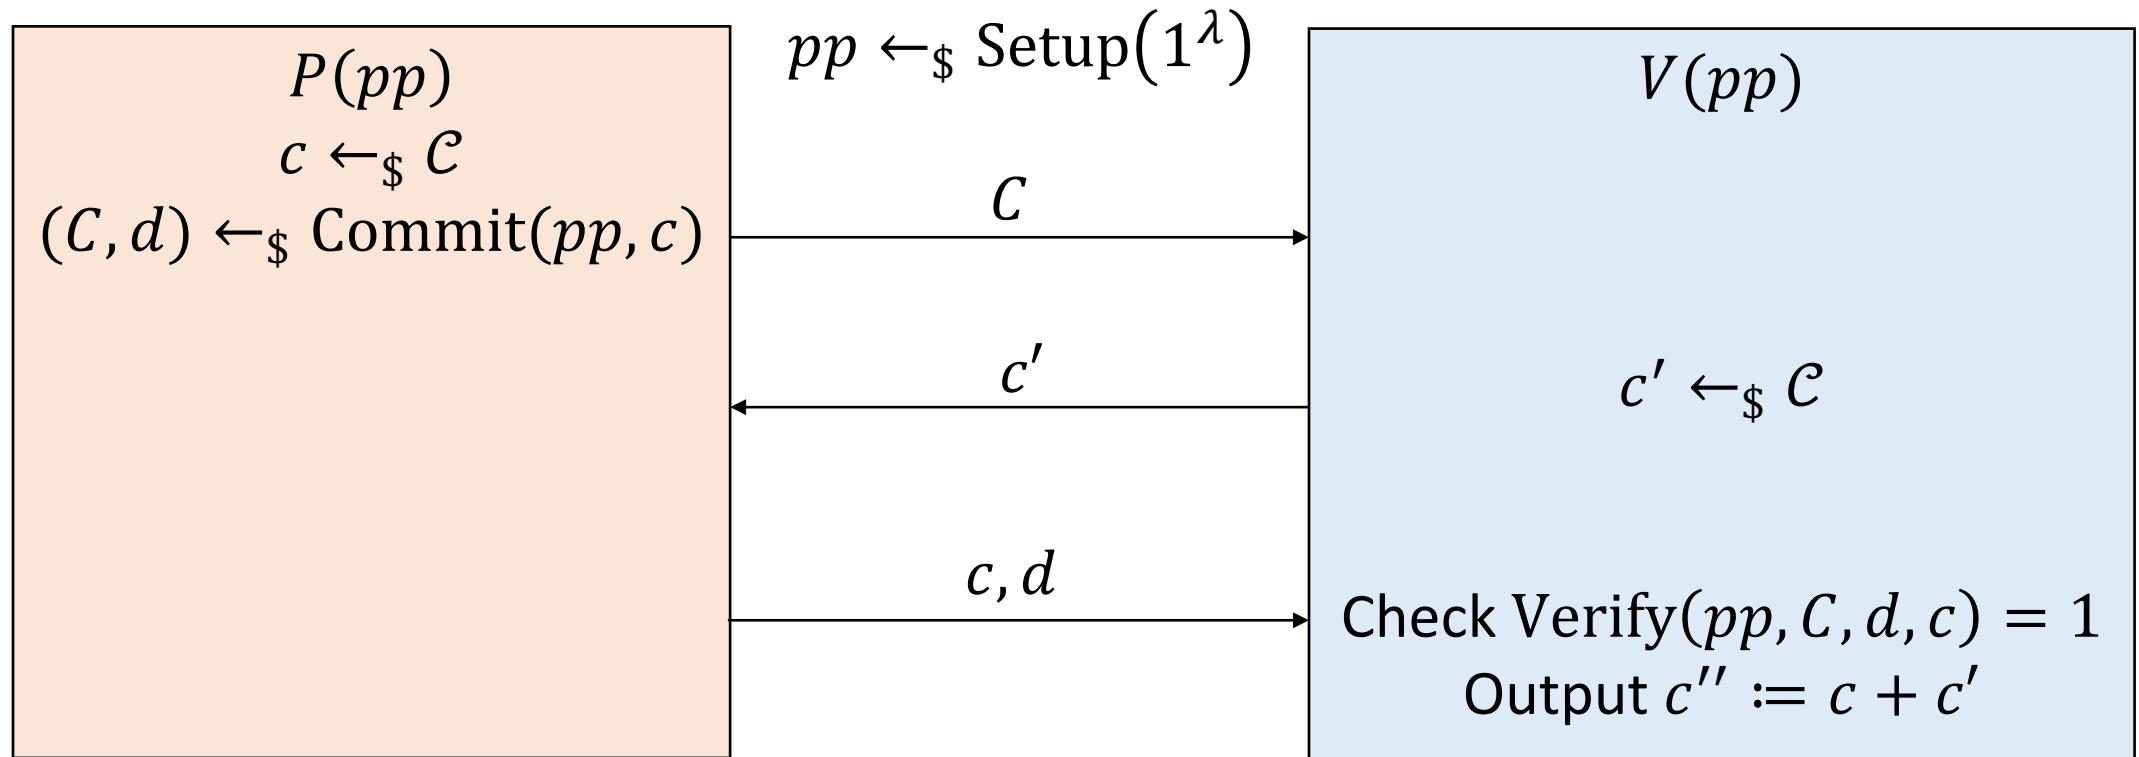 P(pp)
c ←$ 𝒞
(C, d) ←$ Commit(pp, c)
pp ←$ Setup(1^λ)
C
c′
c, d
V(pp)
c′ ←$ 𝒞
Check Verify(pp, C, d, c) = 1
Output c′′ ≔ c + c′